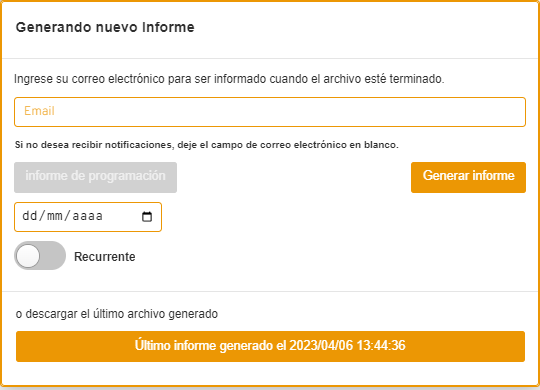 Generando nuevo Informe
Ingrese su correo electrónico para ser informado cuando el archivo esté terminado.
Email
Si no desea recibir notificaciones, deje el campo de correo electrónico en blanco.
informe de programación
Generar informe
dd/mm/aaaa
Recurrente
o descargar el último archivo generado
Último informe generado el 2023/04/06 13:44:36